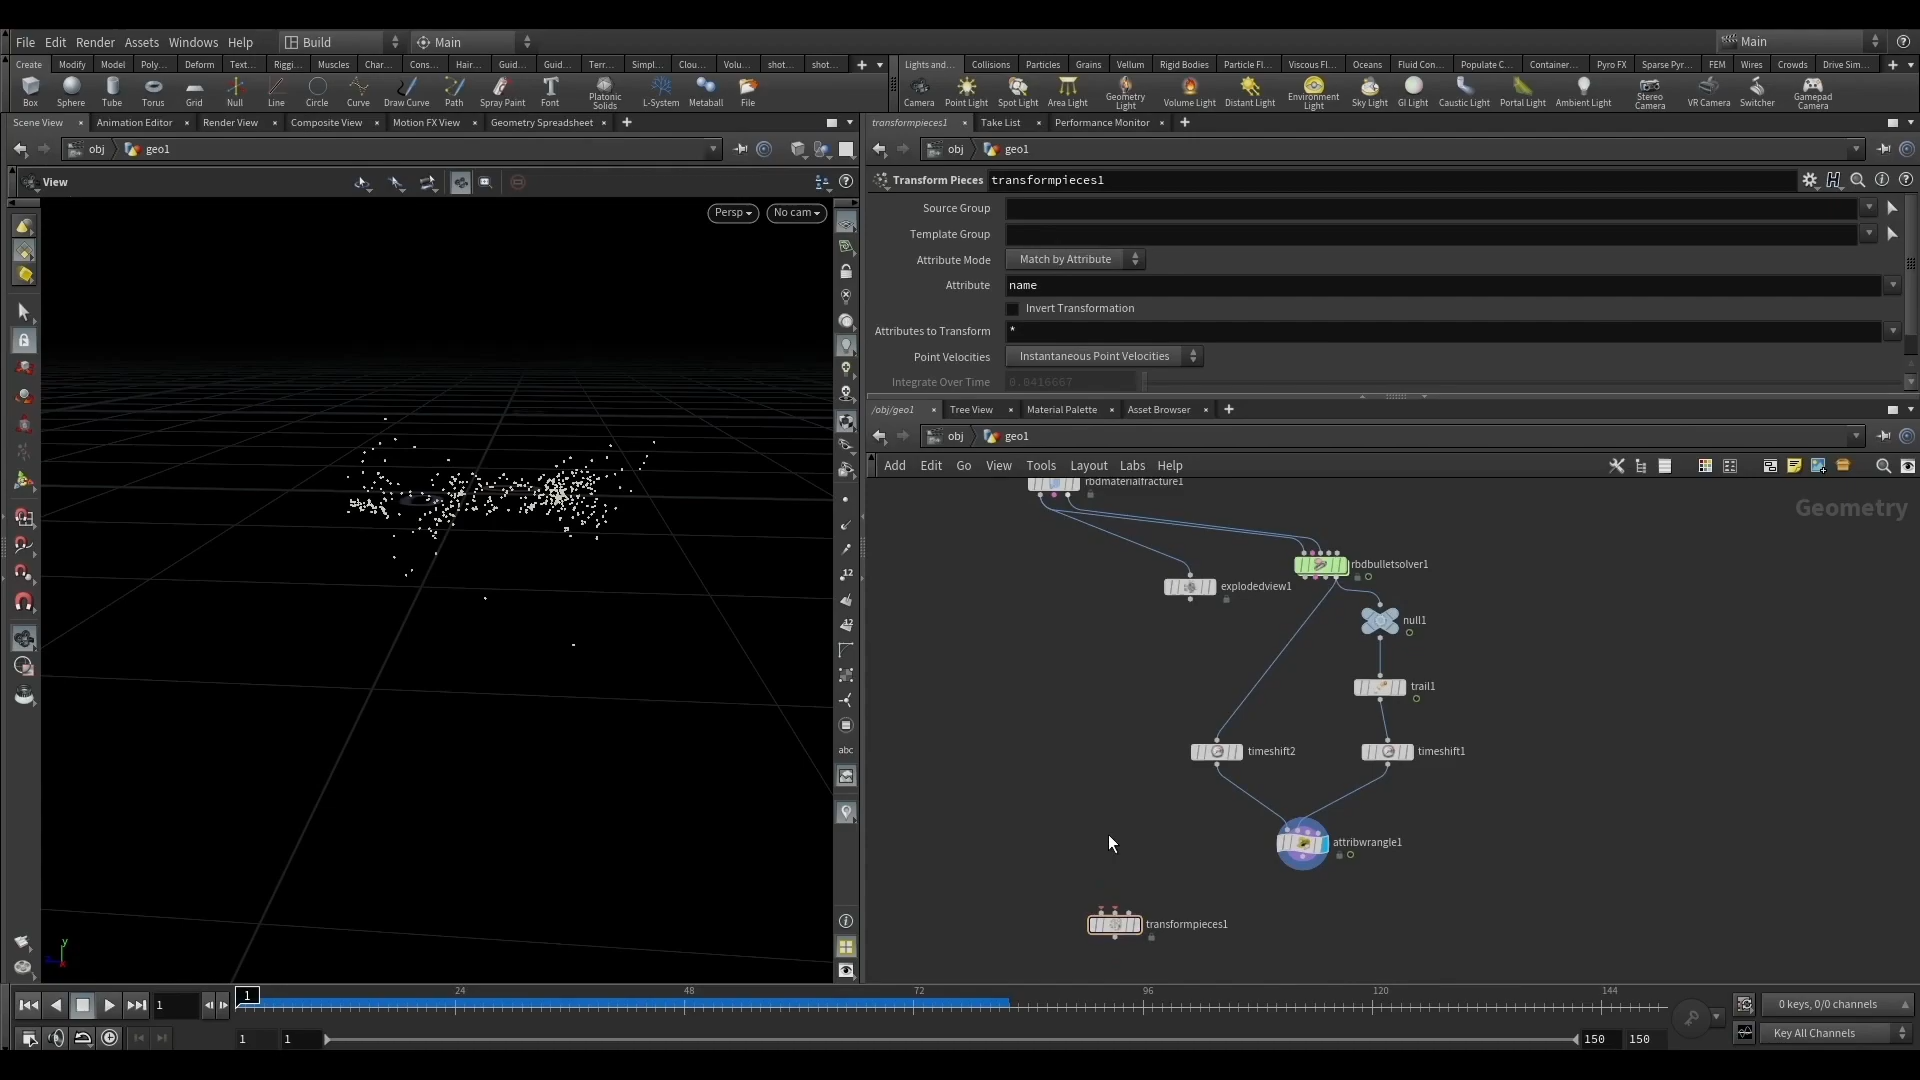 File Edit Render Assets Windows Help Build Main Main
Create Modify Model Poly... Deform Text... Riggi... Muscles Char... Cons... Hair... Guid... Guid... Terr... Simpl... Clou... Volu... shot... shot...
Lights and... Collisions Particles Grains Vellum Rigid Bodies Particle Fl... Viscous Fl... Oceans Fluid Con... Populate C... Container... Pyro FX Sparse Pyr... FEM Wires Crowds Drive Sim...
Box Sphere Tube Torus Grid Null Line Circle Curve Draw Curve Path Spray Paint Font Platonic Solids L-System Metaball File
Camera Point Light Spot Light Area Light Geometry Light Volume Light Distant Light Environment Light Sky Light GI Light Caustic Light Portal Light Ambient Light Stereo Camera VR Camera Switcher Gamepad Camera
Scene View Animation Editor Render View Composite View Motion FX View Geometry Spreadsheet
transformpieces1 Take List Performance Monitor
obj geo1
obj geo1
View
Transform Pieces transformpieces1
Persp No cam
Source Group
Template Group
Attribute Mode Match by Attribute
Attribute name
Invert Transformation
Attributes to Transform *
Point Velocities Instantaneous Point Velocities
Integrate Over Time 0.0416667
/obj/geo1 Tree View Material Palette Asset Browser
obj geo1
Add Edit Go View Tools Layout Labs Help
rbdmaterialfracture1
Geometry
rbdbulletsolver1
explodedview1
null1
trail1
timeshift2
timeshift1
attribwrangle1
transformpieces1
12
12
abc
y
1 1 24 48 72 96 120 144
0 keys, 0/0 channels
1 1 150 150
Key All Channels